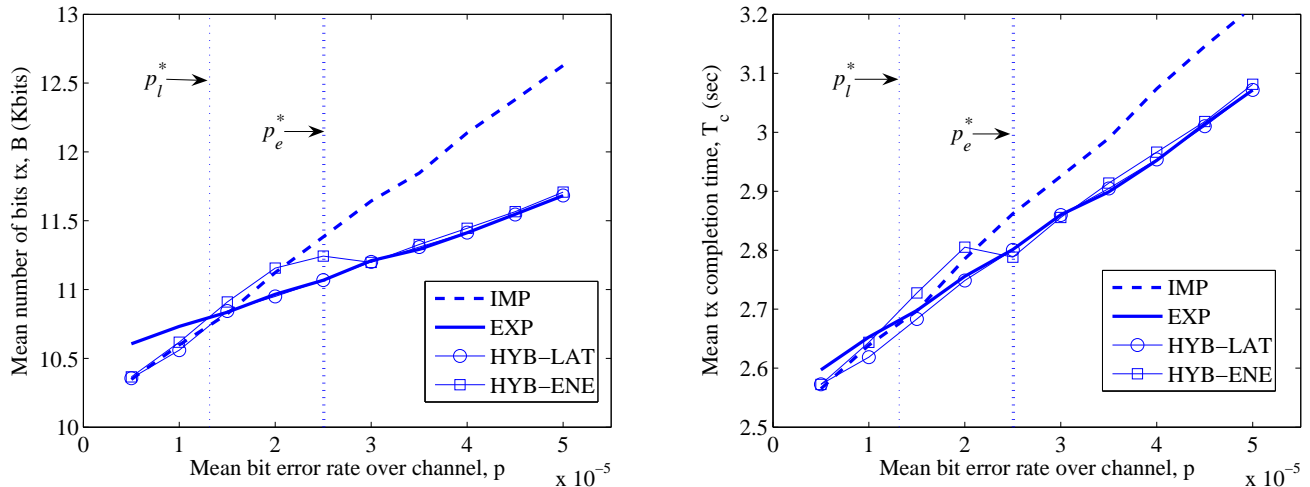 13
12.5
12
11.5
11
10.5
10
0
1
2
3
4
5
x 10⁻⁵
Mean bit error rate over channel, p
Mean number of bits tx, B (Kbits)
p_l^*
p_e^*
IMP
EXP
HYB−LAT
HYB−ENE
3.2
3.1
3
2.9
2.8
2.7
2.6
2.5
0
1
2
3
4
5
x 10⁻⁵
Mean bit error rate over channel, p
Mean tx completion time, T_c (sec)
p_l^*
p_e^*
IMP
EXP
HYB−LAT
HYB−ENE